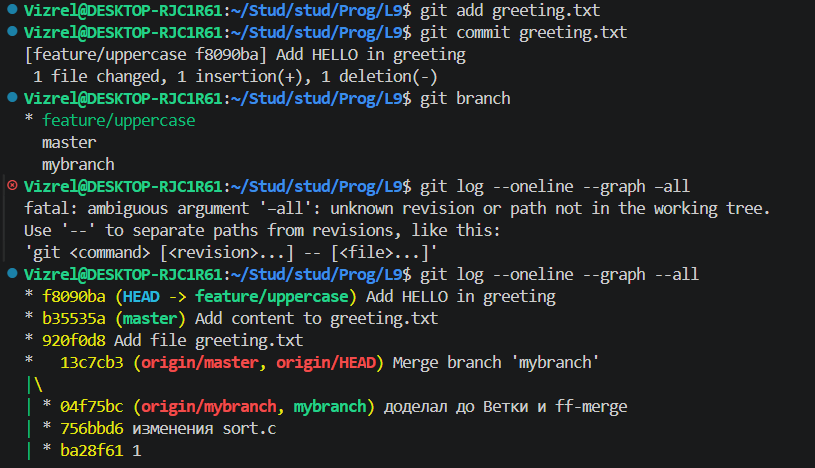 Vizrel@DESKTOP-RJC1R61:~/Stud/stud/Prog/L9$ git add greeting.txt
Vizrel@DESKTOP-RJC1R61:~/Stud/stud/Prog/L9$ git commit greeting.txt
[feature/uppercase f8090ba] Add HELLO in greeting
 1 file changed, 1 insertion(+), 1 deletion(-)
Vizrel@DESKTOP-RJC1R61:~/Stud/stud/Prog/L9$ git branch
* feature/uppercase
  master
  mybranch
Vizrel@DESKTOP-RJC1R61:~/Stud/stud/Prog/L9$ git log --oneline --graph –all
fatal: ambiguous argument '–all': unknown revision or path not in the working tree.
Use '--' to separate paths from revisions, like this:
'git <command> [<revision>...] -- [<file>...]'
Vizrel@DESKTOP-RJC1R61:~/Stud/stud/Prog/L9$ git log --oneline --graph --all
* f8090ba (HEAD -> feature/uppercase) Add HELLO in greeting
* b35535a (master) Add content to greeting.txt
* 920f0d8 Add file greeting.txt
*   13c7cb3 (origin/master, origin/HEAD) Merge branch 'mybranch'
|\
| * 04f75bc (origin/mybranch, mybranch) доделал до Ветки и ff-merge
| * 756bbd6 изменения sort.c
| * ba28f61 1